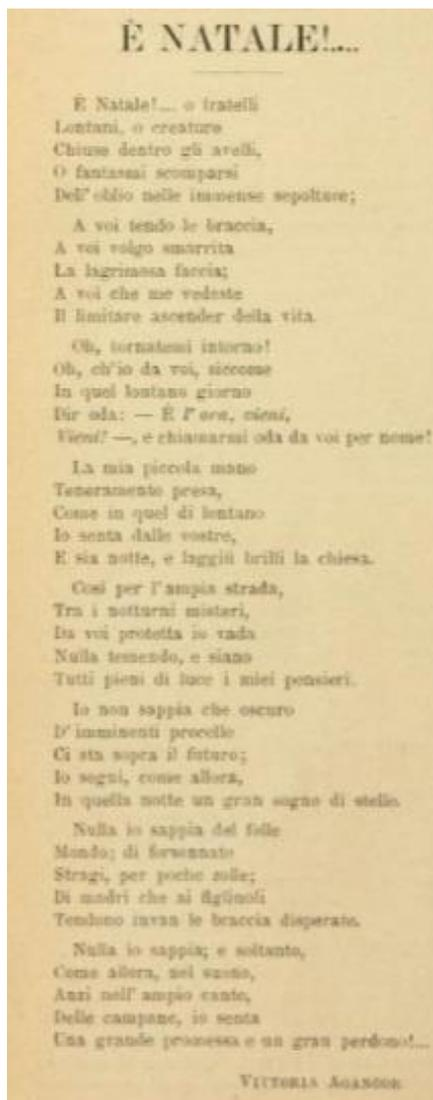 È NATALE!....
È Natale!... o fratelli
Lontani, o creature
Chiuse dentro gli avelli,
O fantasmi scomparsi
Dell' oblio nelle immense sepolture;
A voi tendo le braccia,
A voi volgo smarrita
La lagrimosa faccia;
A voi che me vedeste
Il limitare ascender della vita.
Oh, tornatemi intorno!
Oh, ch'io da voi, siccome
In quel lontano giorno
Dir oda: — È l' ora, vieni,
Vieni! —, e chiamarmi oda da voi per nome!
La mia piccola mano
Teneramente presa,
Come in quel dì lontano
Io senta dalle vostre,
E sia notte, e laggiù brilli la chiesa.
Così per l'ampia strada,
Tra i notturni misteri,
Da voi protetta io vada
Nulla temendo, e siano
Tutti pieni di luce i miei pensieri.
Io non sappia che oscuro
D' imminenti procelle
Ci sta sopra il futuro;
Io sogni, come allora,
In quella notte un gran sogno di stelle.
Nulla io sappia del folle
Mondo; di forsennate
Stragi, per poche zolle;
Di madri che ai figliuoli
Tendono invan le braccia disperate.
Nulla io sappia; e soltanto,
Come allora, nel suono,
Anzi nell' ampio canto,
Delle campane, io senta
Una grande promessa e un gran perdono!...
VITTORIA AGANOOR